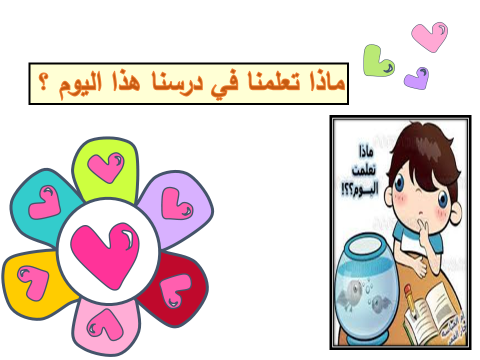 ماذا تعلمنا في درسنا هذا اليوم ؟
ماذا
تعلمت
اليوم؟؟!